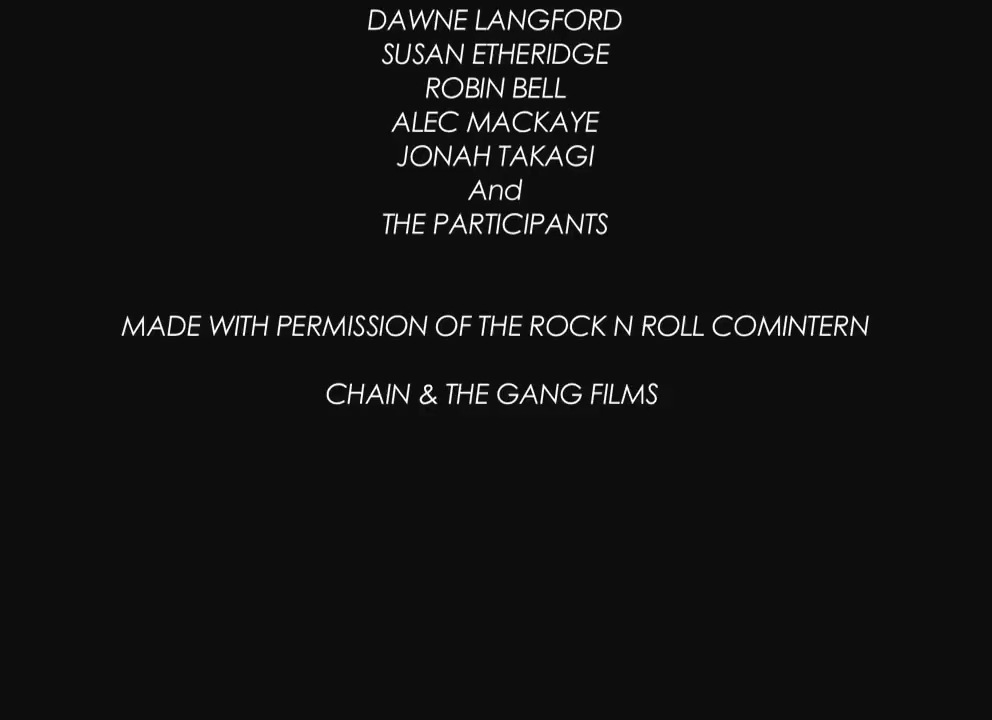 DAWNE LANGFORD
SUSAN ETHERIDGE
ROBIN BELL
ALEC MACKAYE
JONAH TAKAGI
And
THE PARTICIPANTS
MADE WITH PERMISSION OF THE ROCK N ROLL COMINTERN
CHAIN & THE GANG FILMS